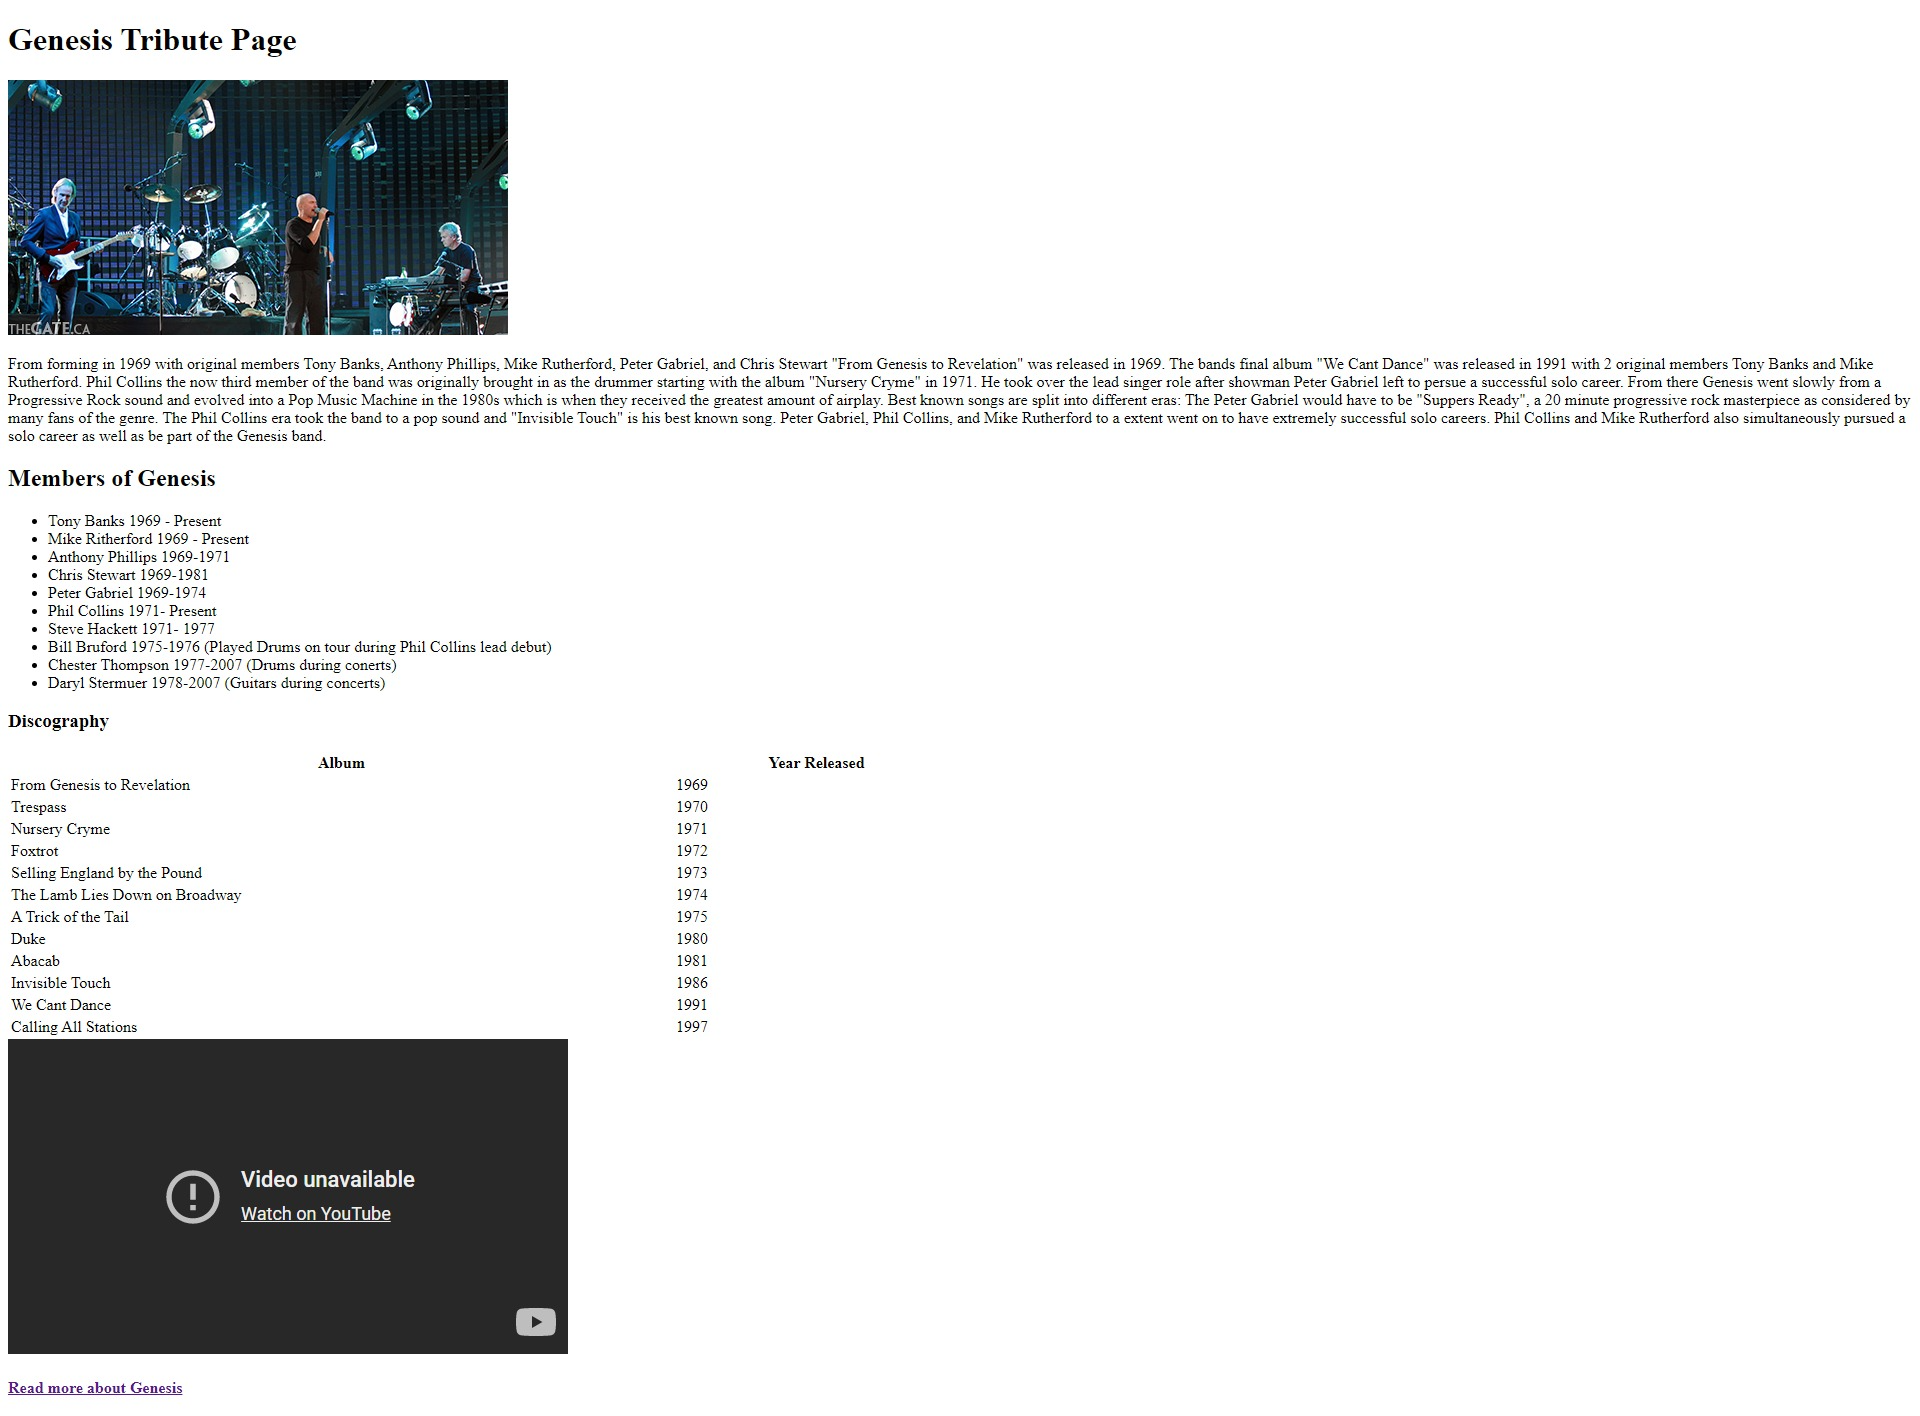 Genesis Tribute Page
THEGATE.CA
From forming in 1969 with original members Tony Banks, Anthony Phillips, Mike Rutherford, Peter Gabriel, and Chris Stewart "From Genesis to Revelation" was released in 1969. The bands final album "We Cant Dance" was released in 1991 with 2 original members Tony Banks and Mike
Rutherford. Phil Collins the now third member of the band was originally brought in as the drummer starting with the album "Nursery Cryme" in 1971. He took over the lead singer role after showman Peter Gabriel left to persue a successful solo career. From there Genesis went slowly from a
Progressive Rock sound and evolved into a Pop Music Machine in the 1980s which is when they received the greatest amount of airplay. Best known songs are split into different eras: The Peter Gabriel would have to be "Suppers Ready", a 20 minute progressive rock masterpiece as considered by
many fans of the genre. The Phil Collins era took the band to a pop sound and "Invisible Touch" is his best known song. Peter Gabriel, Phil Collins, and Mike Rutherford to a extent went on to have extremely successful solo careers. Phil Collins and Mike Rutherford also simultaneously pursued a
solo career as well as be part of the Genesis band.
Members of Genesis
• Tony Banks 1969 - Present
• Mike Ritherford 1969 - Present
• Anthony Phillips 1969-1971
• Chris Stewart 1969-1981
• Peter Gabriel 1969-1974
• Phil Collins 1971- Present
• Steve Hackett 1971- 1977
• Bill Bruford 1975-1976 (Played Drums on tour during Phil Collins lead debut)
• Chester Thompson 1977-2007 (Drums during conerts)
• Daryl Stermuer 1978-2007 (Guitars during concerts)
Discography
Album Year Released
From Genesis to Revelation 1969
Trespass 1970
Nursery Cryme 1971
Foxtrot 1972
Selling England by the Pound 1973
The Lamb Lies Down on Broadway 1974
A Trick of the Tail 1975
Duke 1980
Abacab 1981
Invisible Touch 1986
We Cant Dance 1991
Calling All Stations 1997
Video unavailable
Watch on YouTube
Read more about Genesis